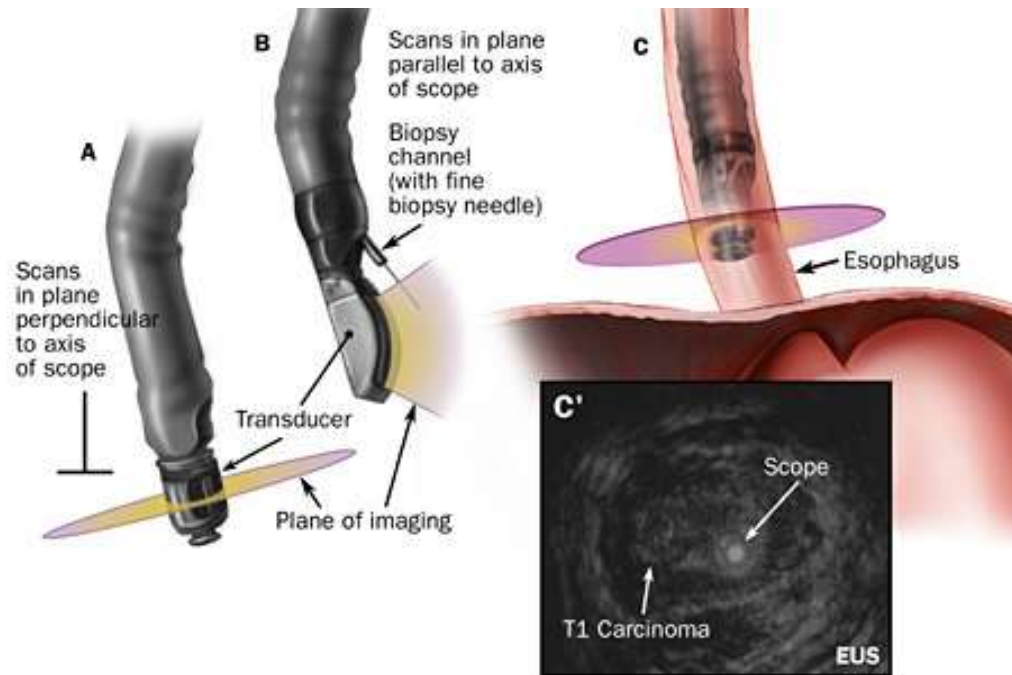 A
Scans
in plane
perpendicular
to axis
of scope
B
Scans in plane
parallel to axis
of scope
Biopsy
channel
(with fine
biopsy needle)
Transducer
Plane of imaging
C
Esophagus
C'
Scope
T1 Carcinoma
EUS